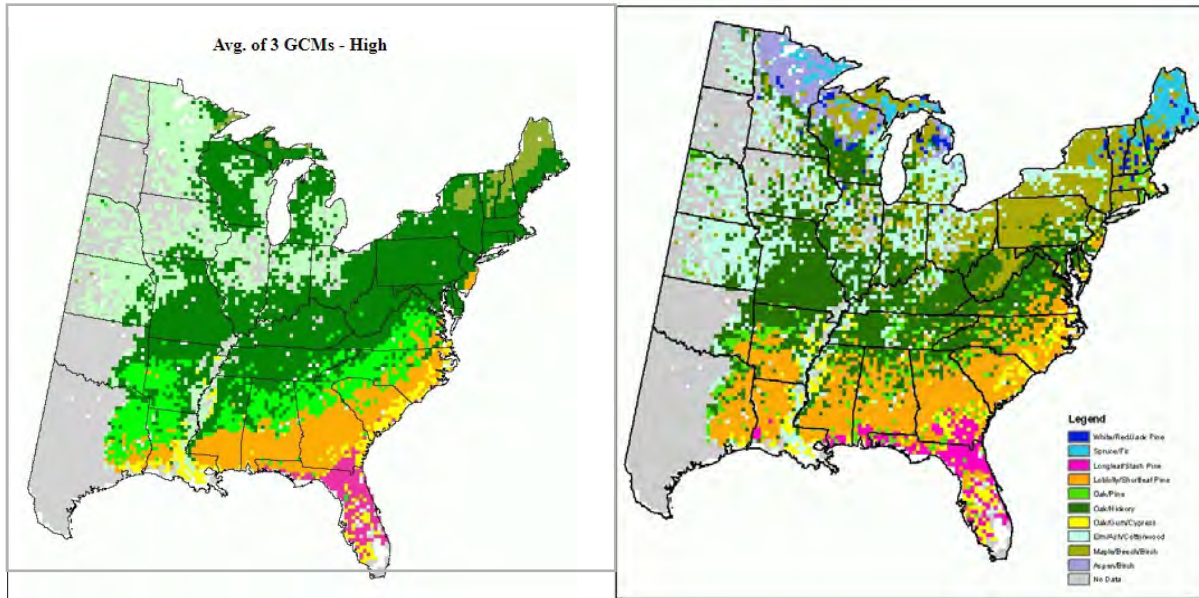 Avg. of 3 GCMs - High
Legend
White/Red/Jack Pine
Spruce/Fir
Longleaf/Slash Pine
Loblolly/Shortleaf Pine
Oak/Pine
Oak/Hickory
Oak/Gum/Cypress
Elm/Ash/Cottonwood
Maple/Beech/Birch
Aspen/Birch
No Data